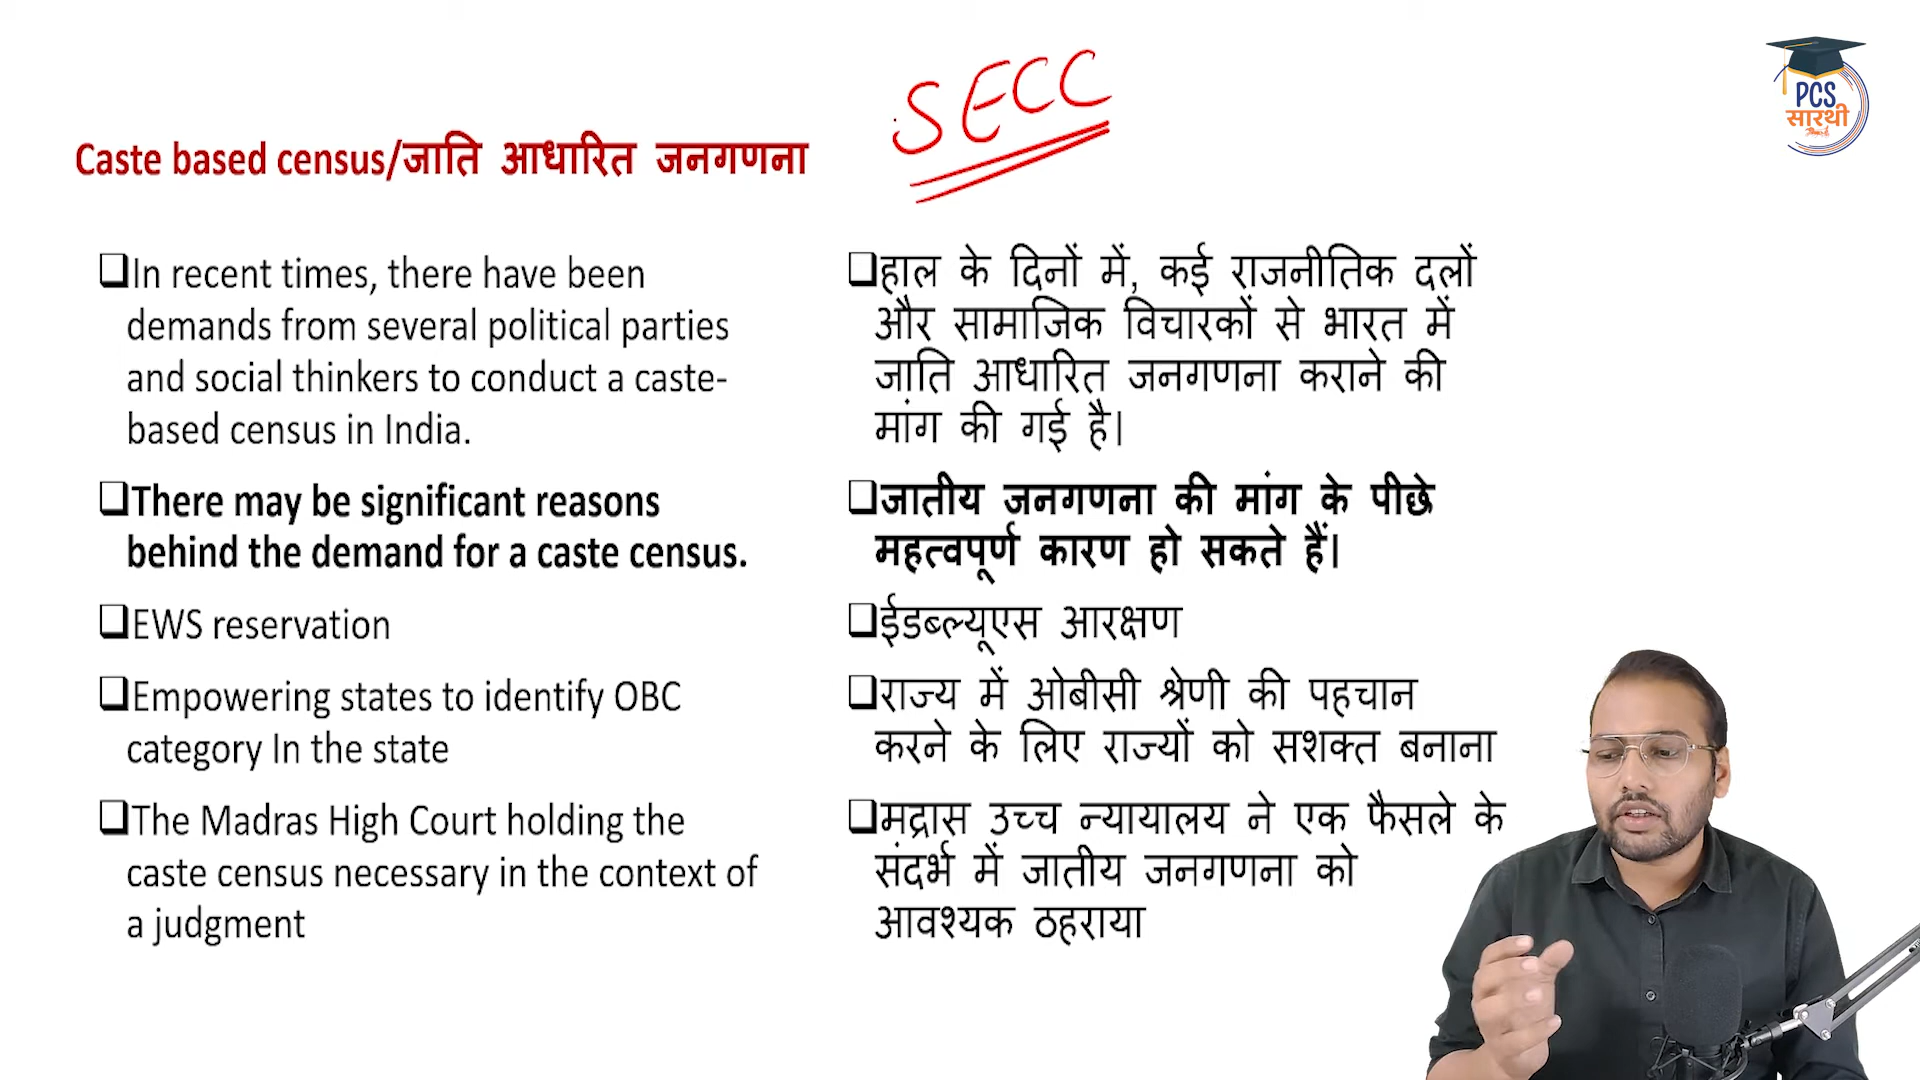 SECC
PCS
सारथी
Caste based census/जाति आधारित जनगणना
❑In recent times, there have been
demands from several political parties
and social thinkers to conduct a caste-
based census in India.
❑There may be significant reasons
behind the demand for a caste census.
❑EWS reservation
❑Empowering states to identify OBC
category In the state
❑The Madras High Court holding the
caste census necessary in the context of
a judgment
❑हाल के दिनों में, कई राजनीतिक दलों
और सामाजिक विचारकों से भारत में
जाति आधारित जनगणना कराने की
मांग की गई है।
❑जातीय जनगणना की मांग के पीछे
महत्वपूर्ण कारण हो सकते हैं।
❑ईडब्ल्यूएस आरक्षण
❑राज्य में ओबीसी श्रेणी की पहचान
करने के लिए राज्यों को सशक्त बनाना
❑मद्रास उच्च न्यायालय ने एक फैसले के
संदर्भ में जातीय जनगणना को
आवश्यक ठहराया